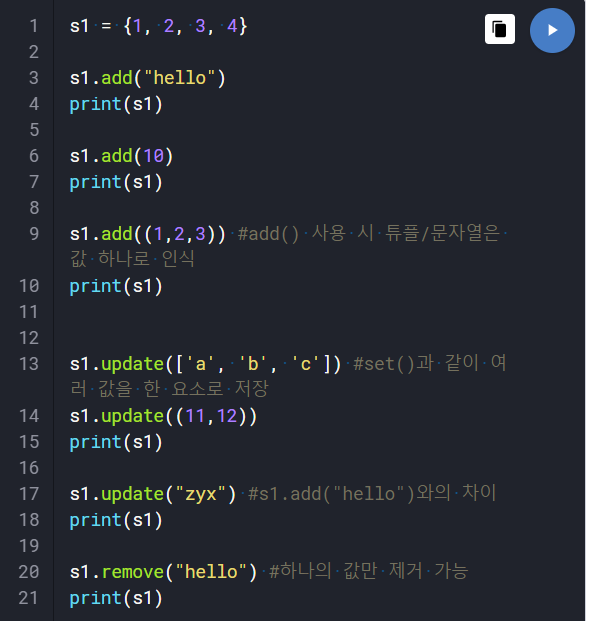 1 s1 = {1, 2, 3, 4}
2
3 s1.add("hello")
4 print(s1)
5
6 s1.add(10)
7 print(s1)
8
9 s1.add((1,2,3)) #add() 사용 시 튜플/문자열은
값 하나로 인식
10 print(s1)
11
12
13 s1.update(['a', 'b', 'c']) #set()과 같이 여
러 값을 한 요소로 저장
14 s1.update((11,12))
15 print(s1)
16
17 s1.update("zyx") #s1.add("hello")와의 차이
18 print(s1)
19
20 s1.remove("hello") #하나의 값만 제거 가능
21 print(s1)